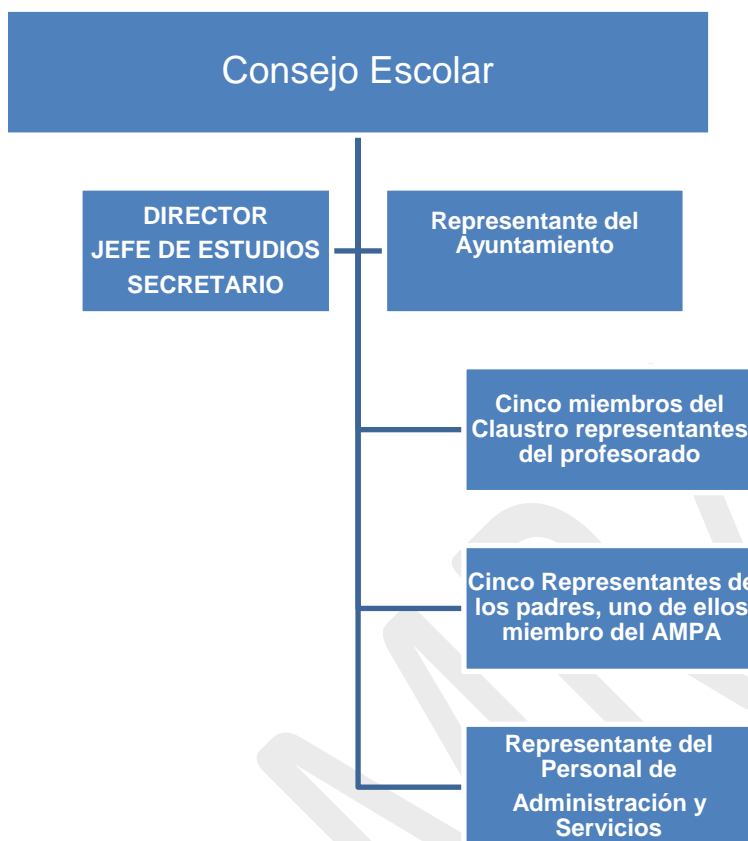 Consejo Escolar
DIRECTOR
JEFE DE ESTUDIOS
SECRETARIO
Representante del
Ayuntamiento
Cinco miembros del
Claustro representantes
del profesorado
Cinco Representantes de
los padres, uno de ellos
miembro del AMPA
Representante del
Personal de
Administración y
Servicios